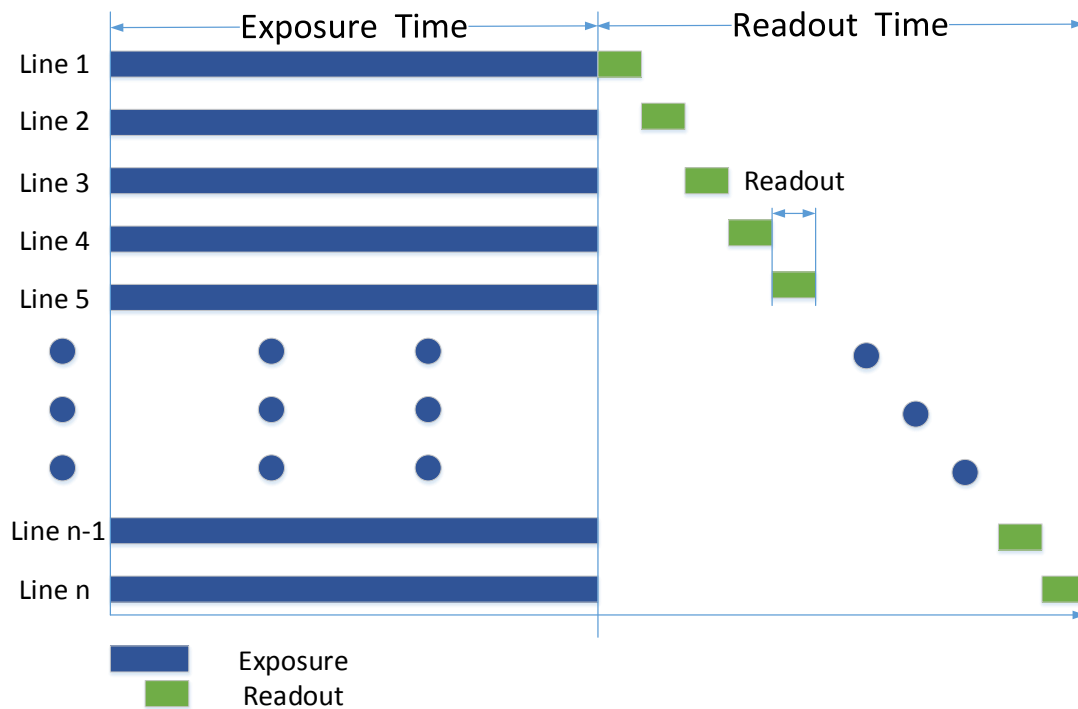 Exposure Time
Readout Time
Line 1
Line 2
Line 3
Readout
Line 4
Line 5
Line n-1
Line n
Exposure
Readout